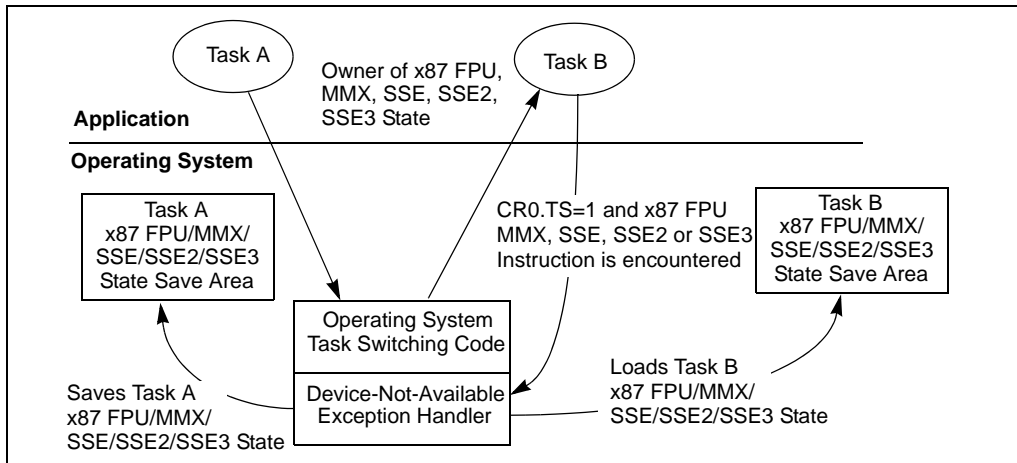 Task A
Owner of x87 FPU,
MMX, SSE, SSE2,
SSE3 State
Task B
Application
Operating System
Task A
x87 FPU/MMX/
SSE/SSE2/SSE3
State Save Area
CR0.TS=1 and x87 FPU
MMX, SSE, SSE2 or SSE3
Instruction is encountered
Task B
x87 FPU/MMX/
SSE/SSE2/SSE3
State Save Area
Operating System
Task Switching Code
Device-Not-Available
Exception Handler
Saves Task A
x87 FPU/MMX/
SSE/SSE2/SSE3 State
Loads Task B
x87 FPU/MMX/
SSE/SSE2/SSE3 State